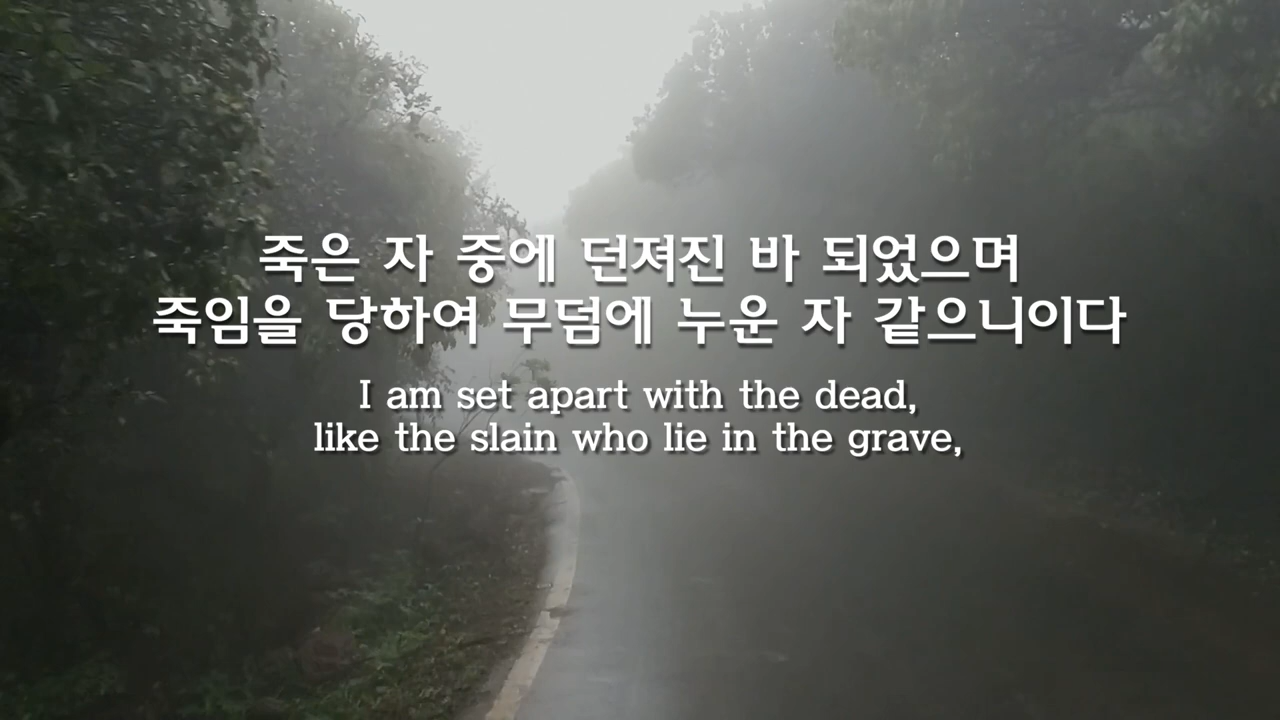 죽은 자 중에 던져진 바 되었으며
죽임을 당하여 무덤에 누운 자 같으니이다
I am set apart with the dead,
like the slain who lie in the grave,